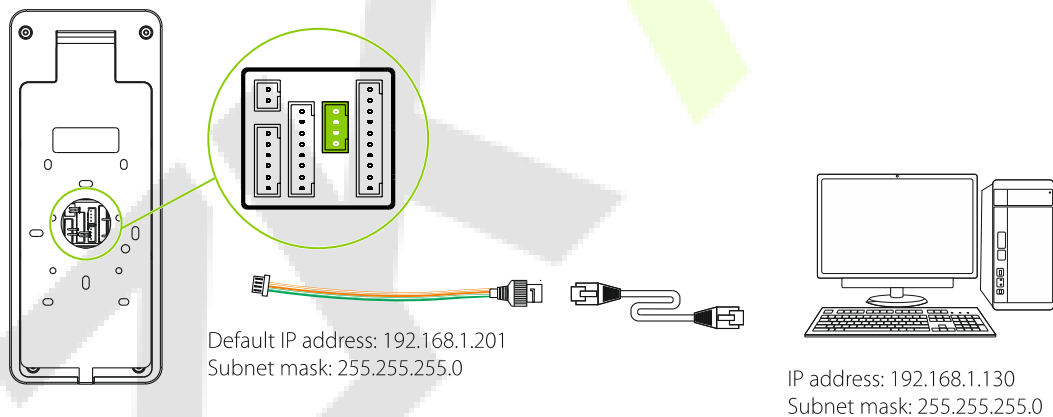 Default IP address: 192.168.1.201
Subnet mask: 255.255.255.0
IP address: 192.168.1.130
Subnet mask: 255.255.255.0